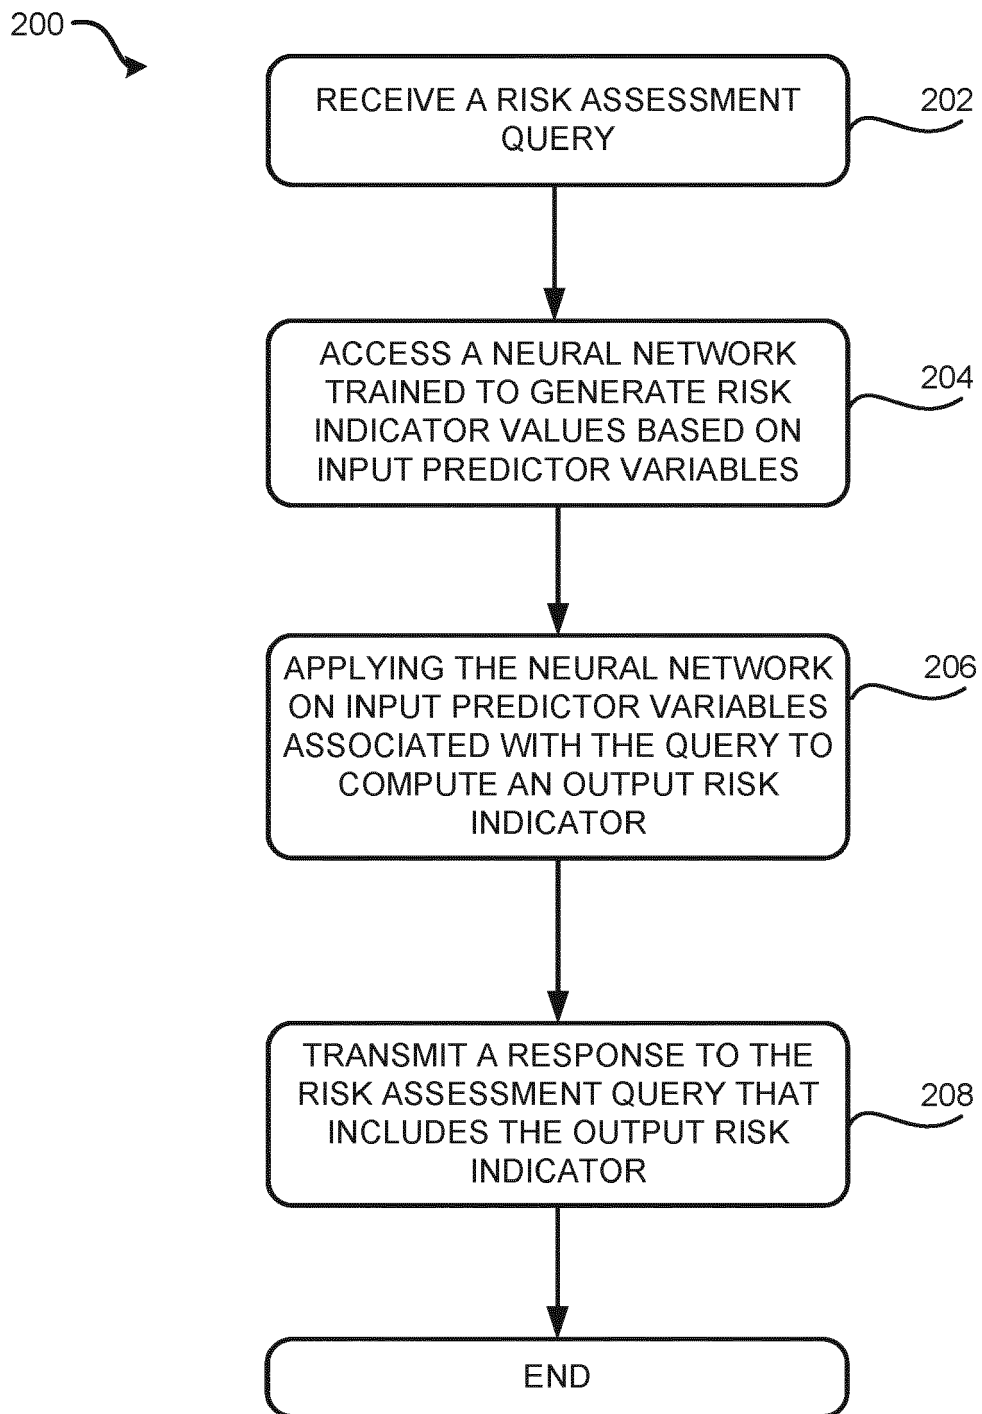 200
RECEIVE A RISK ASSESSMENT
QUERY
202
ACCESS A NEURAL NETWORK
TRAINED TO GENERATE RISK
INDICATOR VALUES BASED ON
INPUT PREDICTOR VARIABLES
204
APPLYING THE NEURAL NETWORK
ON INPUT PREDICTOR VARIABLES
ASSOCIATED WITH THE QUERY TO
COMPUTE AN OUTPUT RISK
INDICATOR
206
TRANSMIT A RESPONSE TO THE
RISK ASSESSMENT QUERY THAT
INCLUDES THE OUTPUT RISK
INDICATOR
208
END